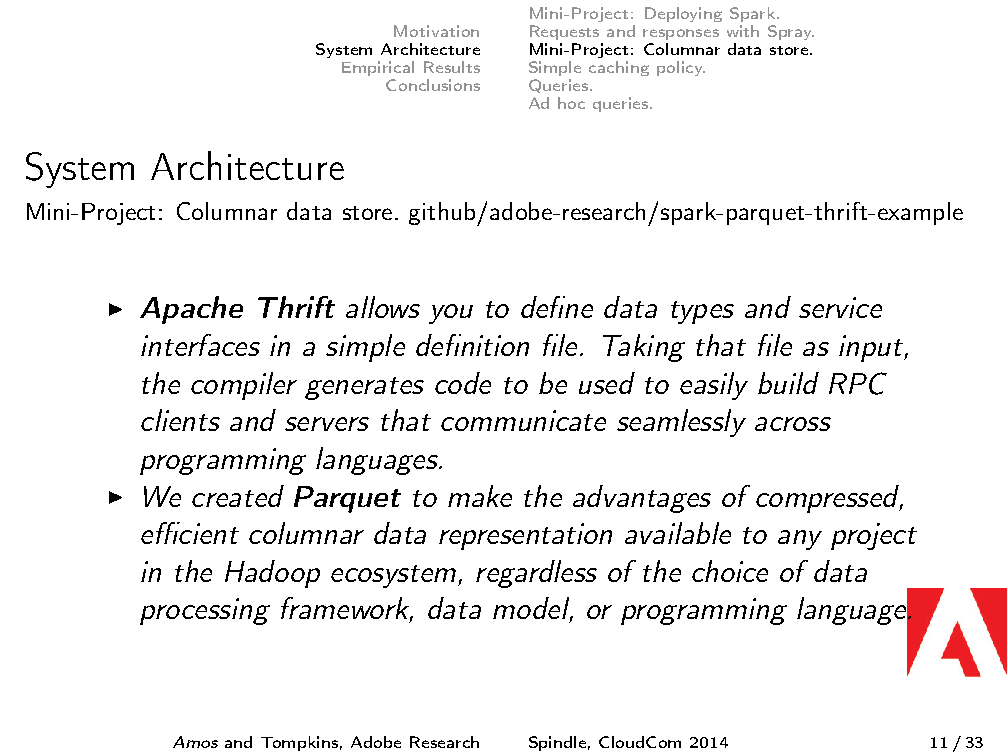 Motivation
System Architecture
Empirical Results
Conclusions
Mini-Project: Deploying Spark.
Requests and responses with Spray.
Mini-Project: Columnar data store.
Simple caching policy.
Queries.
Ad hoc queries.
System Architecture
Mini-Project: Columnar data store. github/adobe-research/spark-parquet-thrift-example
▶ Apache Thrift allows you to define data types and service
interfaces in a simple definition file. Taking that file as input,
the compiler generates code to be used to easily build RPC
clients and servers that communicate seamlessly across
programming languages.
▶ We created Parquet to make the advantages of compressed,
efficient columnar data representation available to any project
in the Hadoop ecosystem, regardless of the choice of data
processing framework, data model, or programming language.
Amos and Tompkins, Adobe Research
Spindle, CloudCom 2014
11 / 33